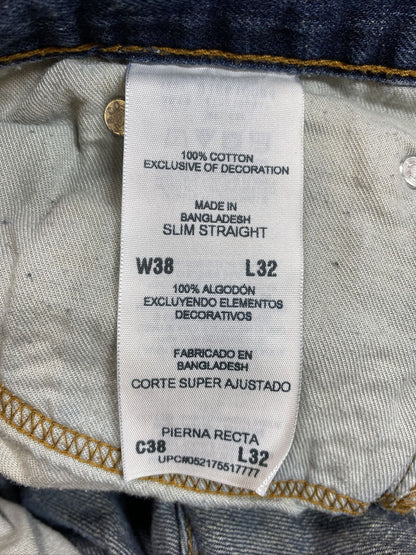 100% COTTON
EXCLUSIVE OF DECORATION
MADE IN
BANGLADESH
SLIM STRAIGHT
W38 L32
100% ALGODÓN
EXCLUYENDO ELEMENTOS
DECORATIVOS
FABRICADO EN
BANGLADESH
CORTE SUPER AJUSTADO
PIERNA RECTA
C38 L32
UPC#052175517777